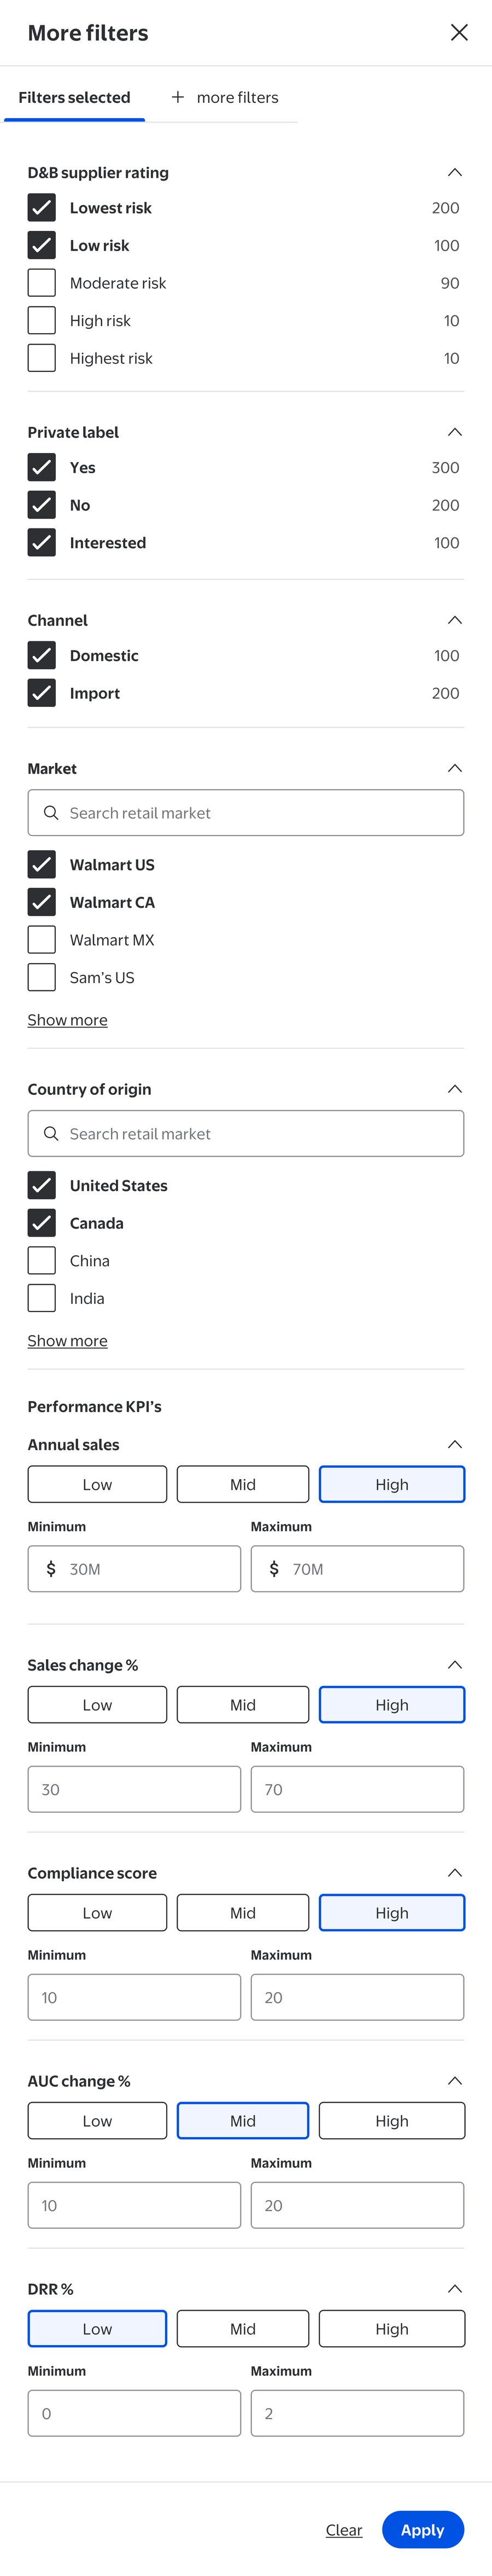 More filters
Filters selected + more filters
D&B supplier rating
Lowest risk 200
Low risk 100
Moderate risk 90
High risk 10
Highest risk 10
Private label
Yes 300
No 200
Interested 100
Channel
Domestic 100
Import 200
Market
Search retail market
Walmart US
Walmart CA
Walmart MX
Sam's US
Show more
Country of origin
Search retail market
United States
Canada
China
India
Show more
Performance KPI's
Annual sales
Low Mid High
Minimum Maximum
$ 30M $ 70M
Sales change %
Low Mid High
Minimum Maximum
30 70
Compliance score
Low Mid High
Minimum Maximum
10 20
AUC change %
Low Mid High
Minimum Maximum
10 20
DRR %
Low Mid High
Minimum Maximum
0 2
Clear Apply